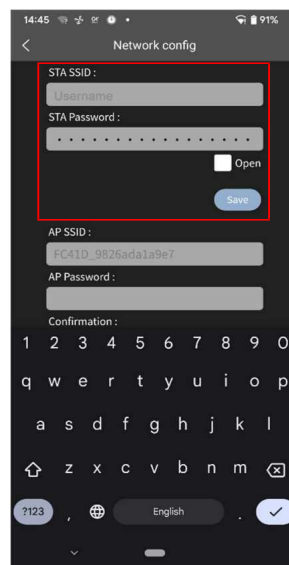 14:45 91%
Network config
STA SSID :
Username
STA Password :
Open
Save
AP SSID :
FC41D_9826ada1a9e7
AP Password :
Confirmation :
1 2 3 4 5 6 7 8 9 0
q w e r t y u i o p
a s d f g h j k l
z x c v b n m
?123 , English .